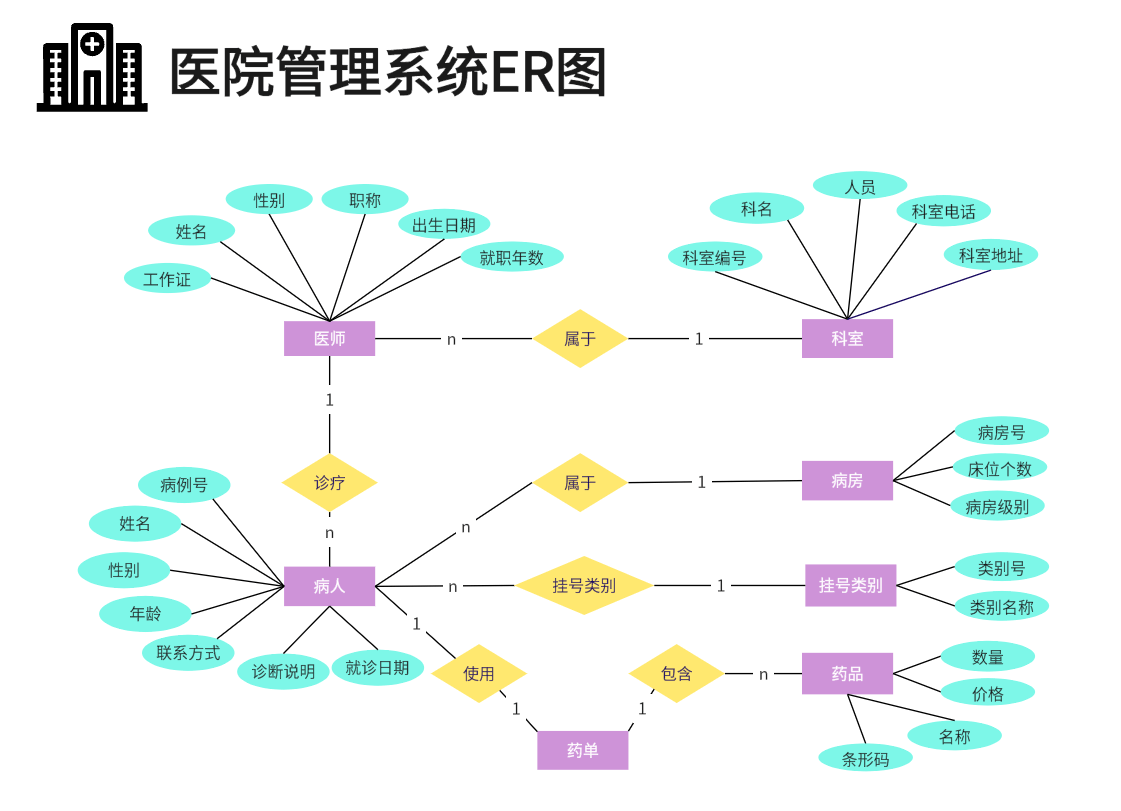 医院管理系统ER图
性别
职称
姓名
出生日期
工作证
就职年数
人员
科名
科室电话
科室编号
科室地址
医师
n
属于
1
科室
1
诊疗
n
病例号
姓名
性别
年龄
联系方式
诊断说明
就诊日期
病人
n
属于
1
病房
病房号
床位个数
病房级别
n
挂号类别
1
挂号类别
类别号
类别名称
1
使用
1
药单
1
包含
n
药品
数量
价格
名称
条形码